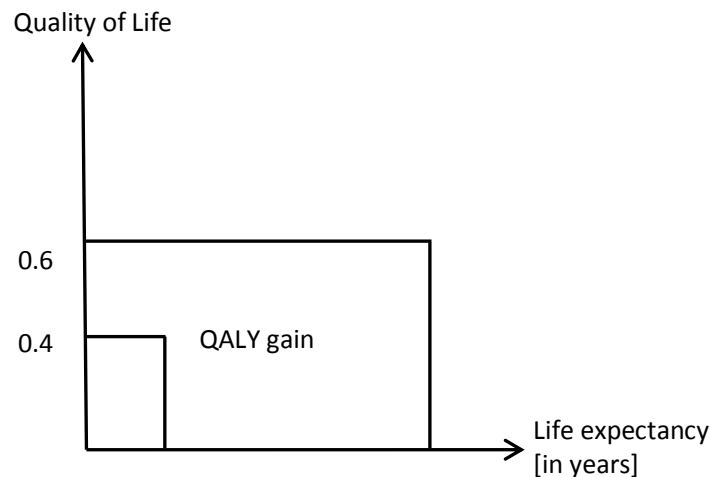 Quality of Life
0.6
0.4
QALY gain
Life expectancy
[in years]